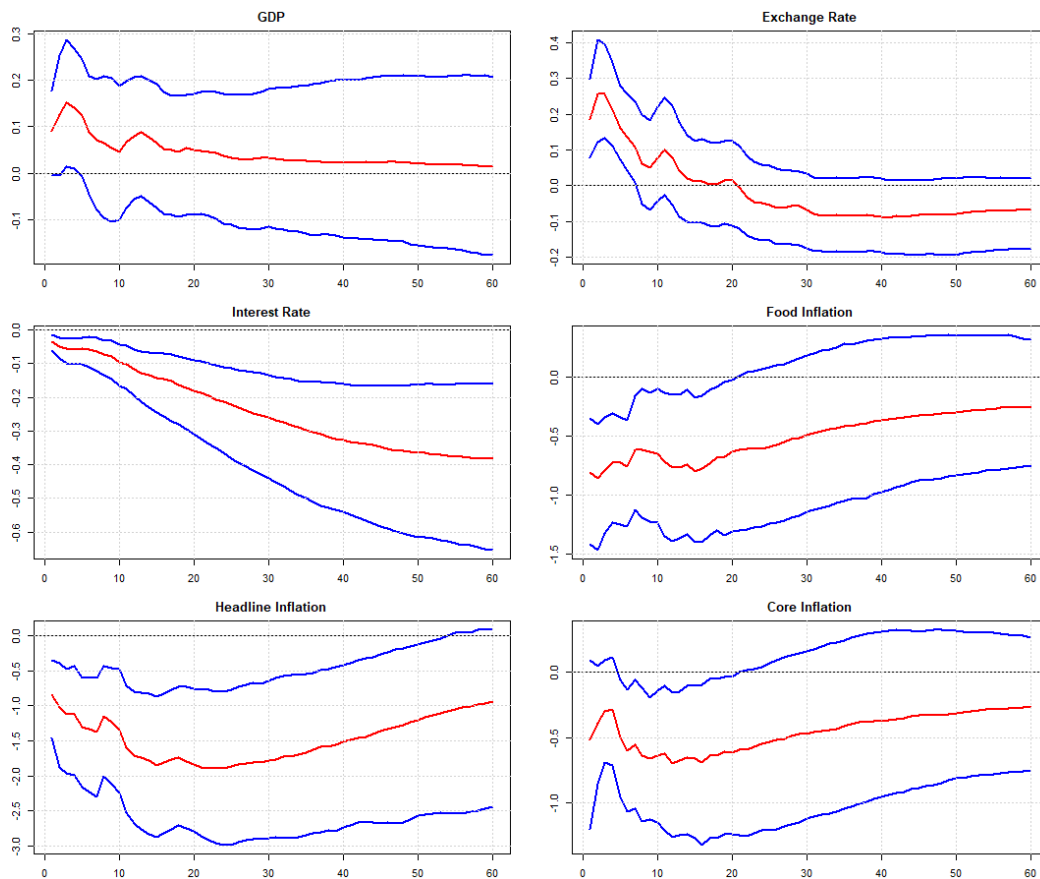 GDP
0.3
0.2
0.1
0.0
-0.1
0 10 20 30 40 50 60
Exchange Rate
0.4
0.3
0.2
0.1
0.0
-0.1
-0.2
0 10 20 30 40 50 60
Interest Rate
0.0
-0.1
-0.2
-0.3
-0.4
-0.5
-0.6
0 10 20 30 40 50 60
Food Inflation
0.0
-0.5
-1.0
-1.5
0 10 20 30 40 50 60
Headline Inflation
0.0
-0.5
-1.0
-1.5
-2.0
-2.5
-3.0
0 10 20 30 40 50 60
Core Inflation
0.0
-0.5
-1.0
0 10 20 30 40 50 60